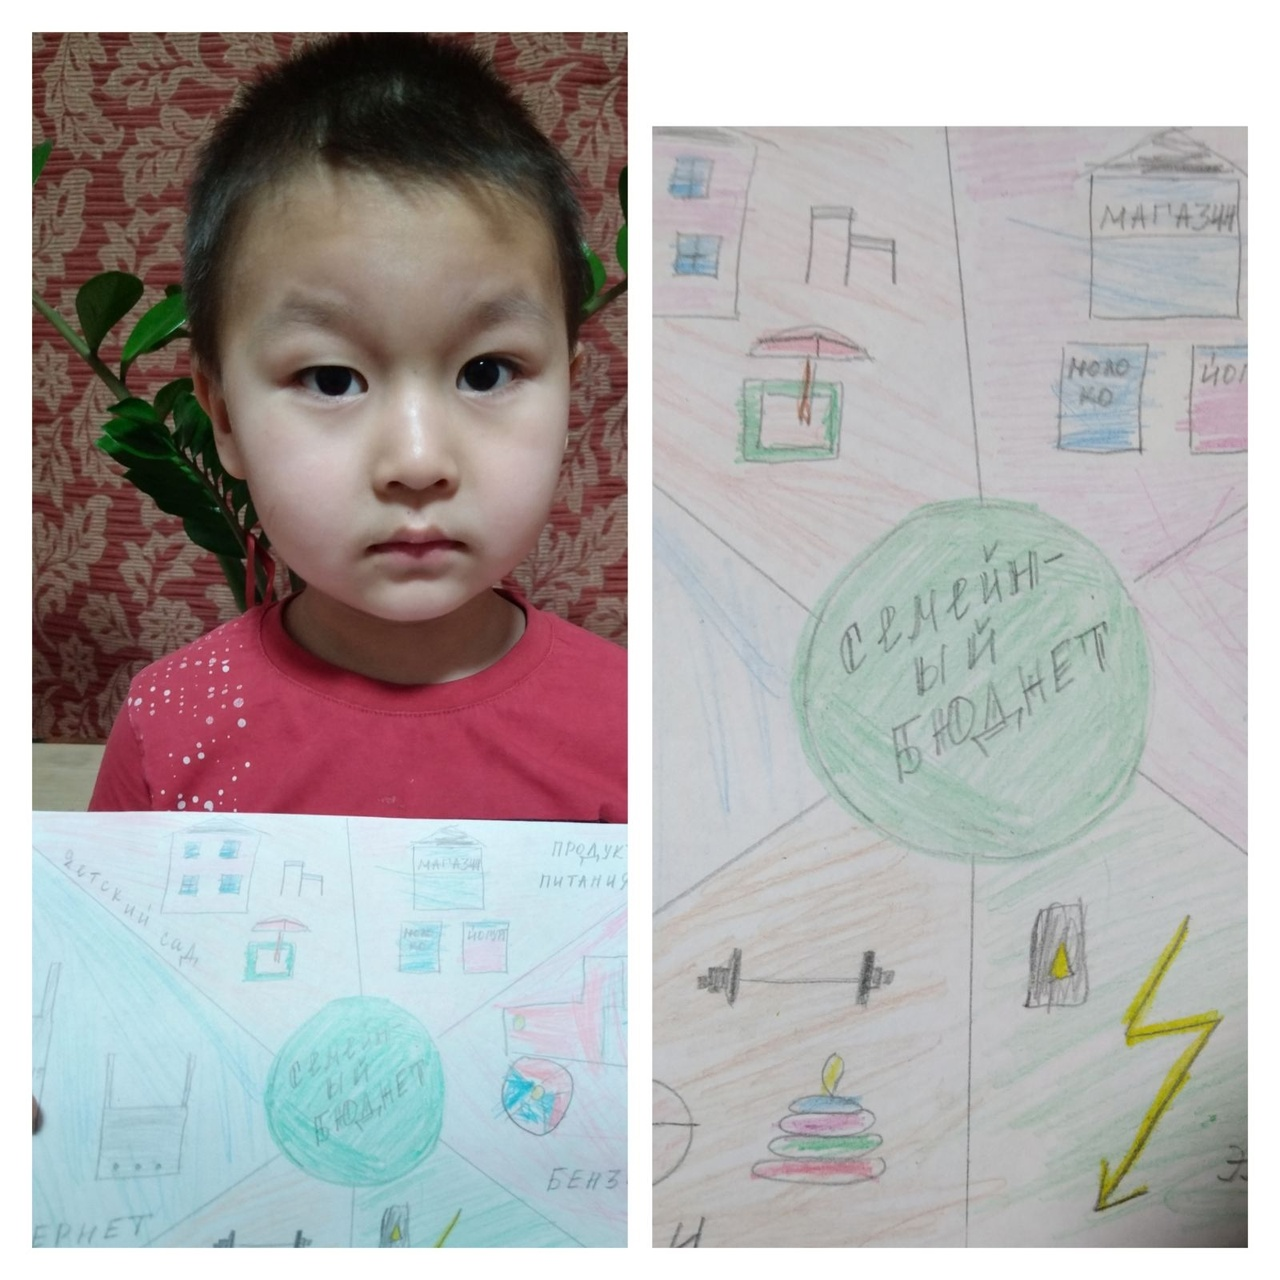 ДЕТСКИЙ САД
МАГАЗИН
ПРОДУК
ПИТАНИЯ
МОЛО
КО
ЙОГУРТ
СЕМЕЙН-
ЫЙ
БЮДЖЕТ
БЕНЗ
ЕРНЕТ
МАГАЗИН
МОЛО
КО
ЙОГ
СЕМЕЙН-
ЫЙ
БЮДЖЕТ
И